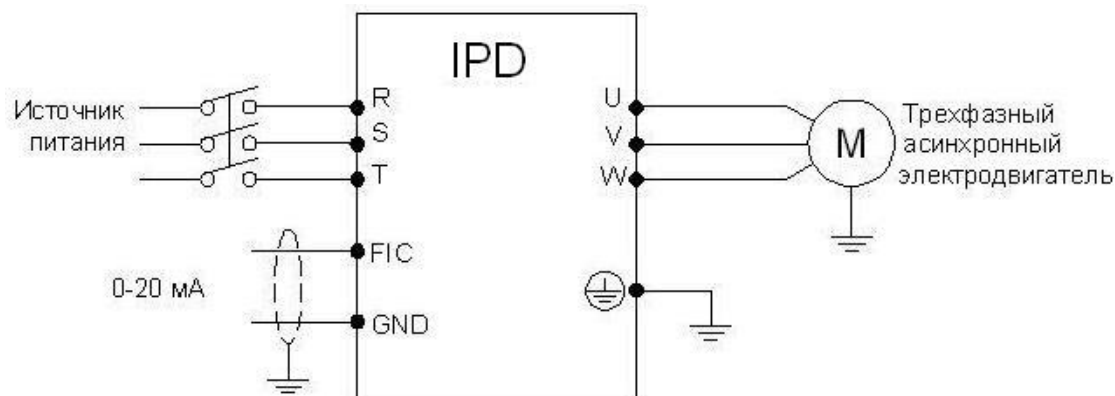 IPD
Источник
питания
R
S
T
U
V
W
M
Трехфазный
асинхронный
электродвигатель
FIC
0-20 мА
GND